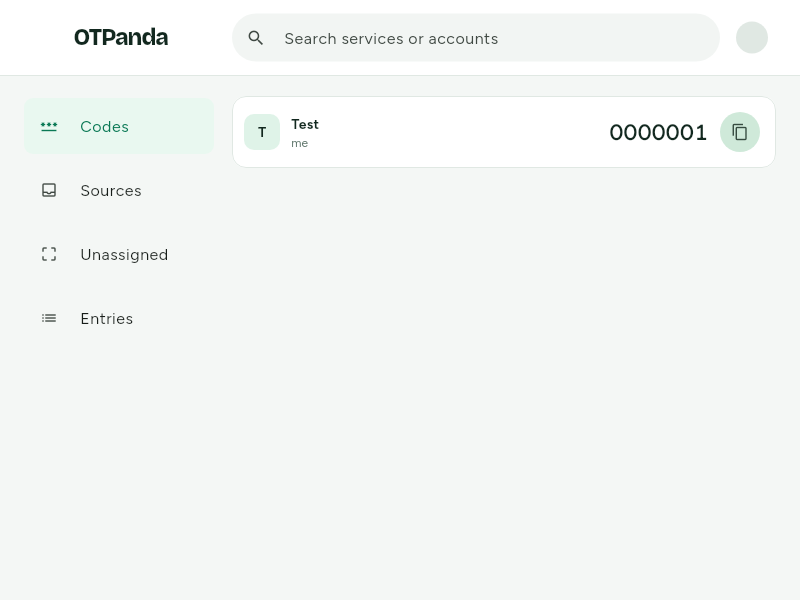 OTPanda
Search services or accounts
Codes
Sources
Unassigned
Entries
T
Test
me
0000001